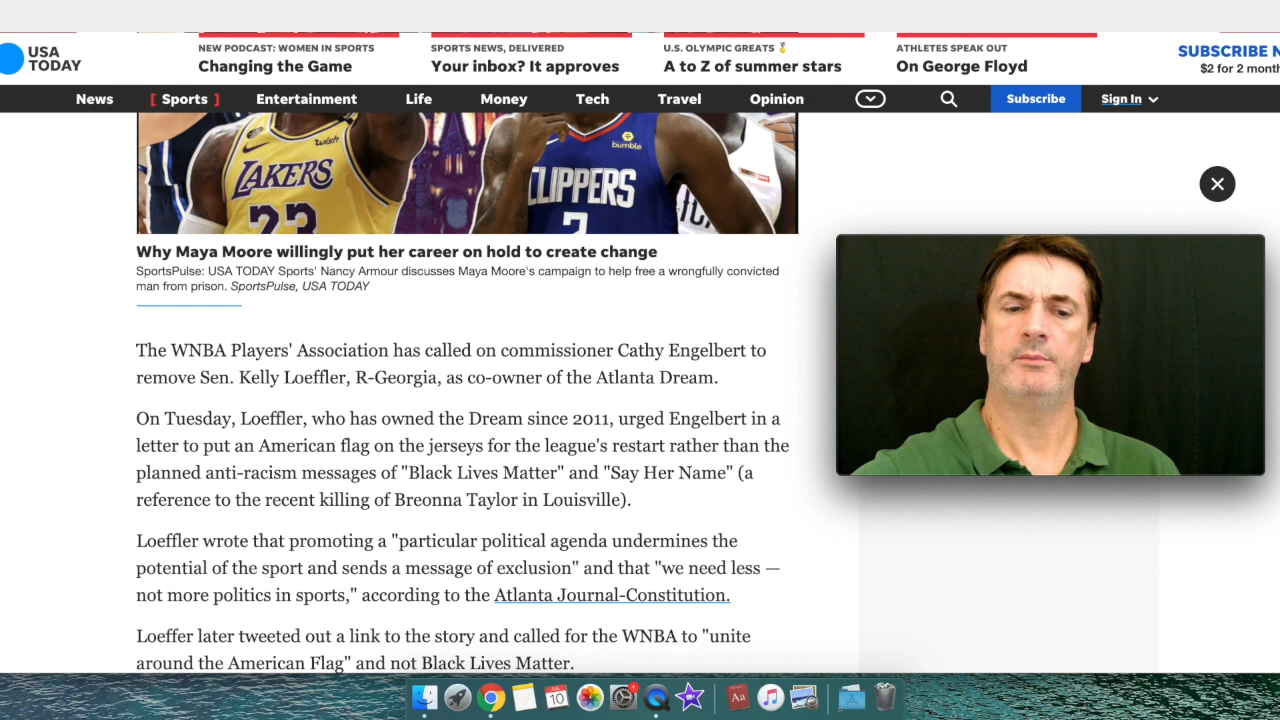 USA
TODAY
NEW PODCAST: WOMEN IN SPORTS
Changing the Game
SPORTS NEWS, DELIVERED
Your inbox? It approves
U.S. OLYMPIC GREATS 🏅
A to Z of summer stars
ATHLETES SPEAK OUT
On George Floyd
SUBSCRIBE N
$2 for 2 month
News [ Sports ] Entertainment Life Money Tech Travel Opinion Subscribe Sign In
wish
LAKERS
23
bumble
CLIPPERS
Why Maya Moore willingly put her career on hold to create change
SportsPulse: USA TODAY Sports' Nancy Armour discusses Maya Moore's campaign to help free a wrongfully convicted
man from prison. SportsPulse, USA TODAY
The WNBA Players' Association has called on commissioner Cathy Engelbert to
remove Sen. Kelly Loeffler, R-Georgia, as co-owner of the Atlanta Dream.
On Tuesday, Loeffler, who has owned the Dream since 2011, urged Engelbert in a
letter to put an American flag on the jerseys for the league's restart rather than the
planned anti-racism messages of "Black Lives Matter" and "Say Her Name" (a
reference to the recent killing of Breonna Taylor in Louisville).
Loeffler wrote that promoting a "particular political agenda undermines the
potential of the sport and sends a message of exclusion" and that "we need less —
not more politics in sports," according to the Atlanta Journal-Constitution.
Loeffer later tweeted out a link to the story and called for the WNBA to "unite
around the American Flag" and not Black Lives Matter.
JUL
10
1
Aa